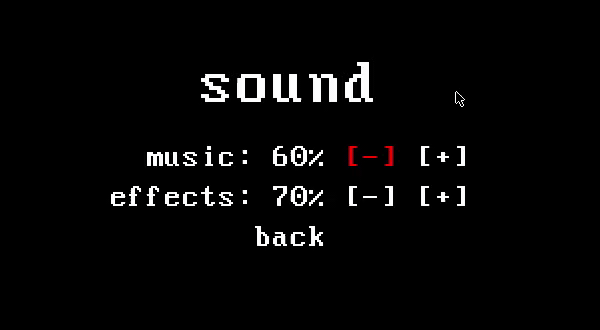 sound
music: 60% [-] [+]
effects: 70% [-] [+]
back